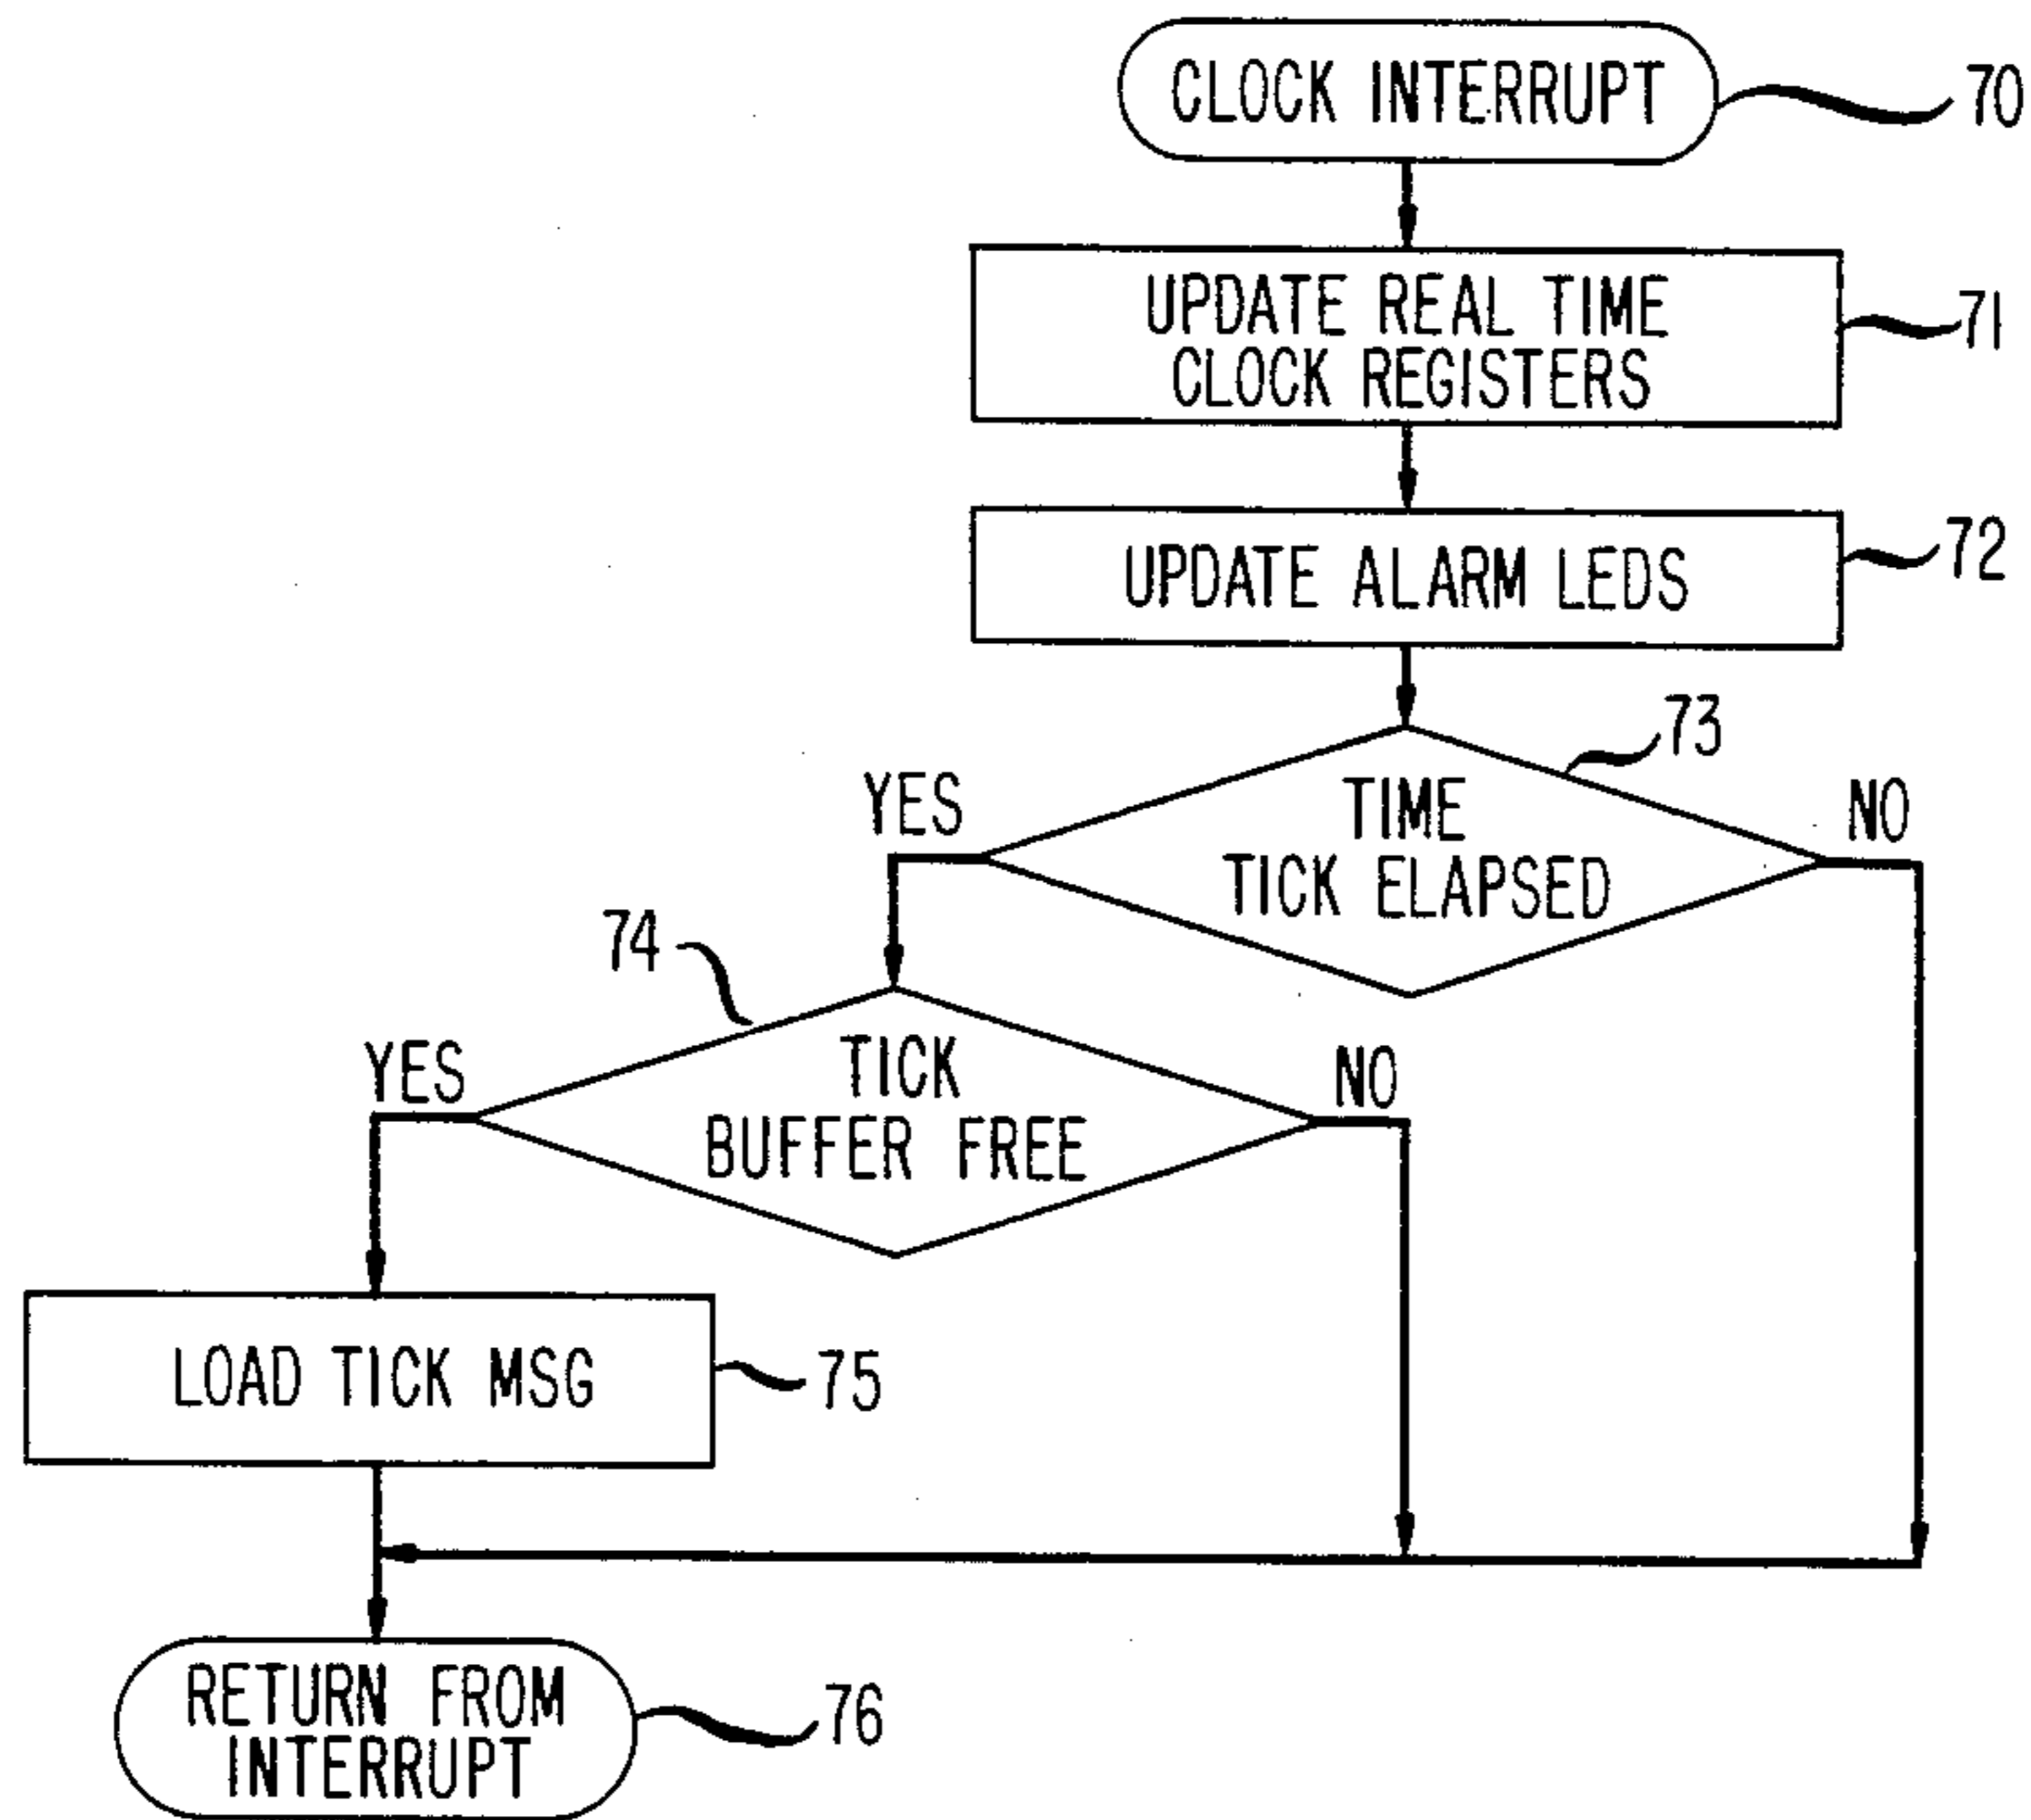 CLOCK INTERRUPT
70
UPDATE REAL TIME
CLOCK REGISTERS
71
UPDATE ALARM LEDS
72
73
TIME
TICK ELAPSED
YES
NO
74
TICK
BUFFER FREE
YES
NO
LOAD TICK MSG
75
RETURN FROM
INTERRUPT
76